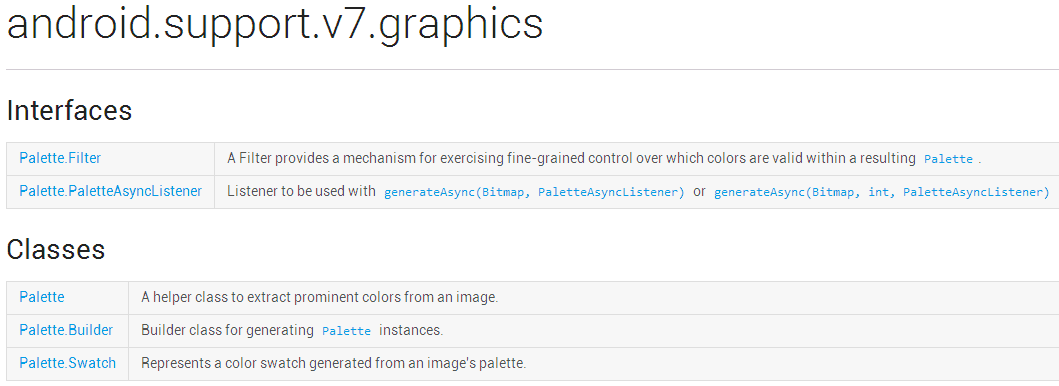 android.support.v7.graphics
Interfaces
Palette.Filter A Filter provides a mechanism for exercising fine-grained control over which colors are valid within a resulting Palette .
Palette.PaletteAsyncListener Listener to be used with generateAsync(Bitmap, PaletteAsyncListener) or generateAsync(Bitmap, int, PaletteAsyncListener)
Classes
Palette A helper class to extract prominent colors from an image.
Palette.Builder Builder class for generating Palette instances.
Palette.Swatch Represents a color swatch generated from an image's palette.